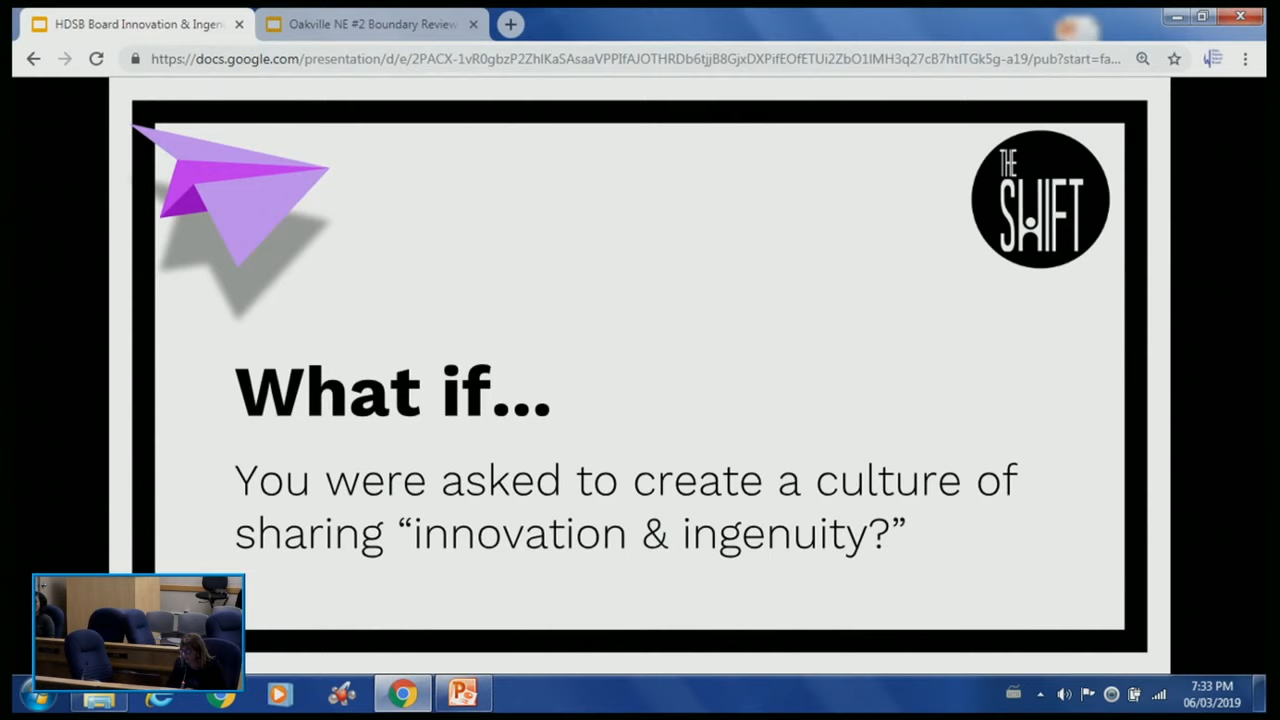 HDSB Board Innovation & Ingen
Oakville NE #2 Boundary Review
https://docs.google.com/presentation/d/e/2PACX-1vR0gbzPZZhlKaSAsaaVPPIfAJOTHRDb6tjjB8GjxDXPifEOfETUi2ZbO1lMH3q27cB7htITGk5g-a19/pub?start=fa...
THE
SHIFT
What if...
You were asked to create a culture of
sharing “innovation & ingenuity?”
7:33 PM
06/03/2019